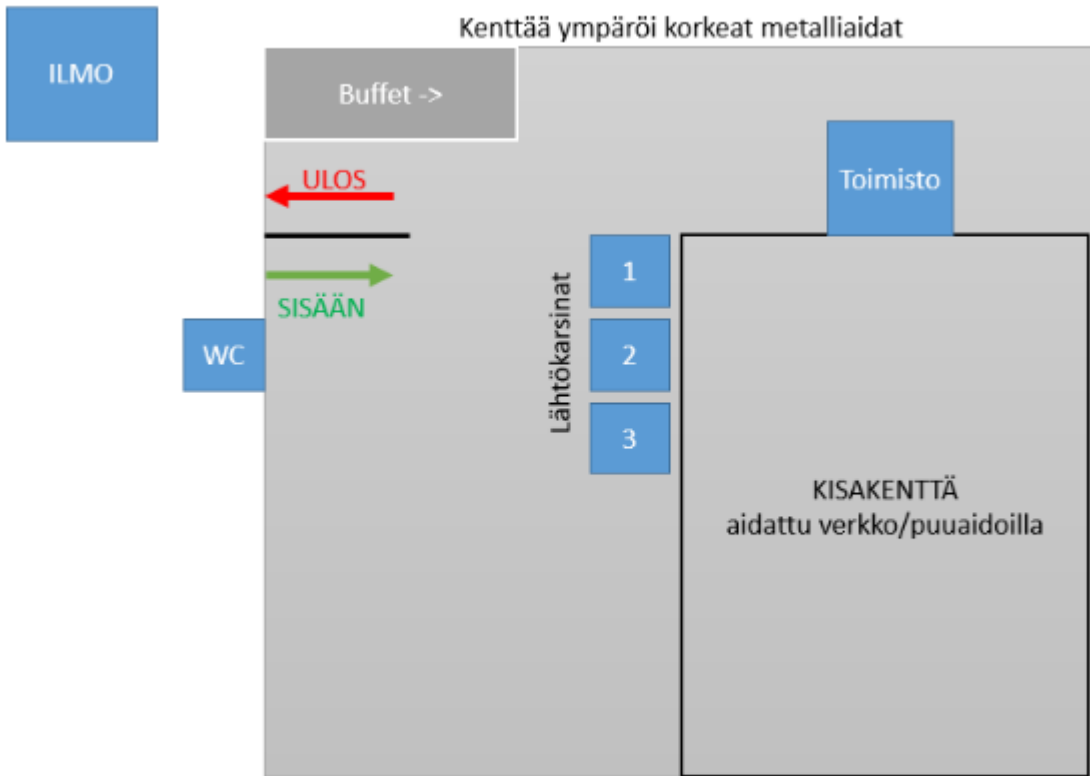 Kenttää ympäröi korkeat metalliaidat
ILMO
Buffet ->
ULOS
Toimisto
SISÄÄN
WC
Lähtökarsinat
1
2
3
KISAKENTTÄ
aidattu verkko/puuaidoilla